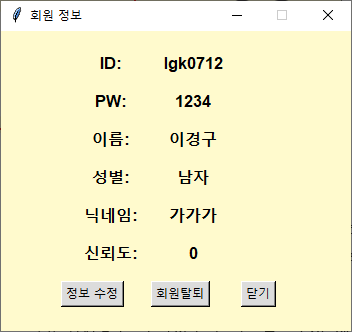 회원 정보
ID: lgk0712
PW: 1234
이름: 이경구
성별: 남자
닉네임: 가가가
신뢰도: 0
정보 수정 회원탈퇴 닫기